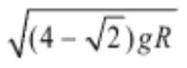 √((4 − √2)gR)